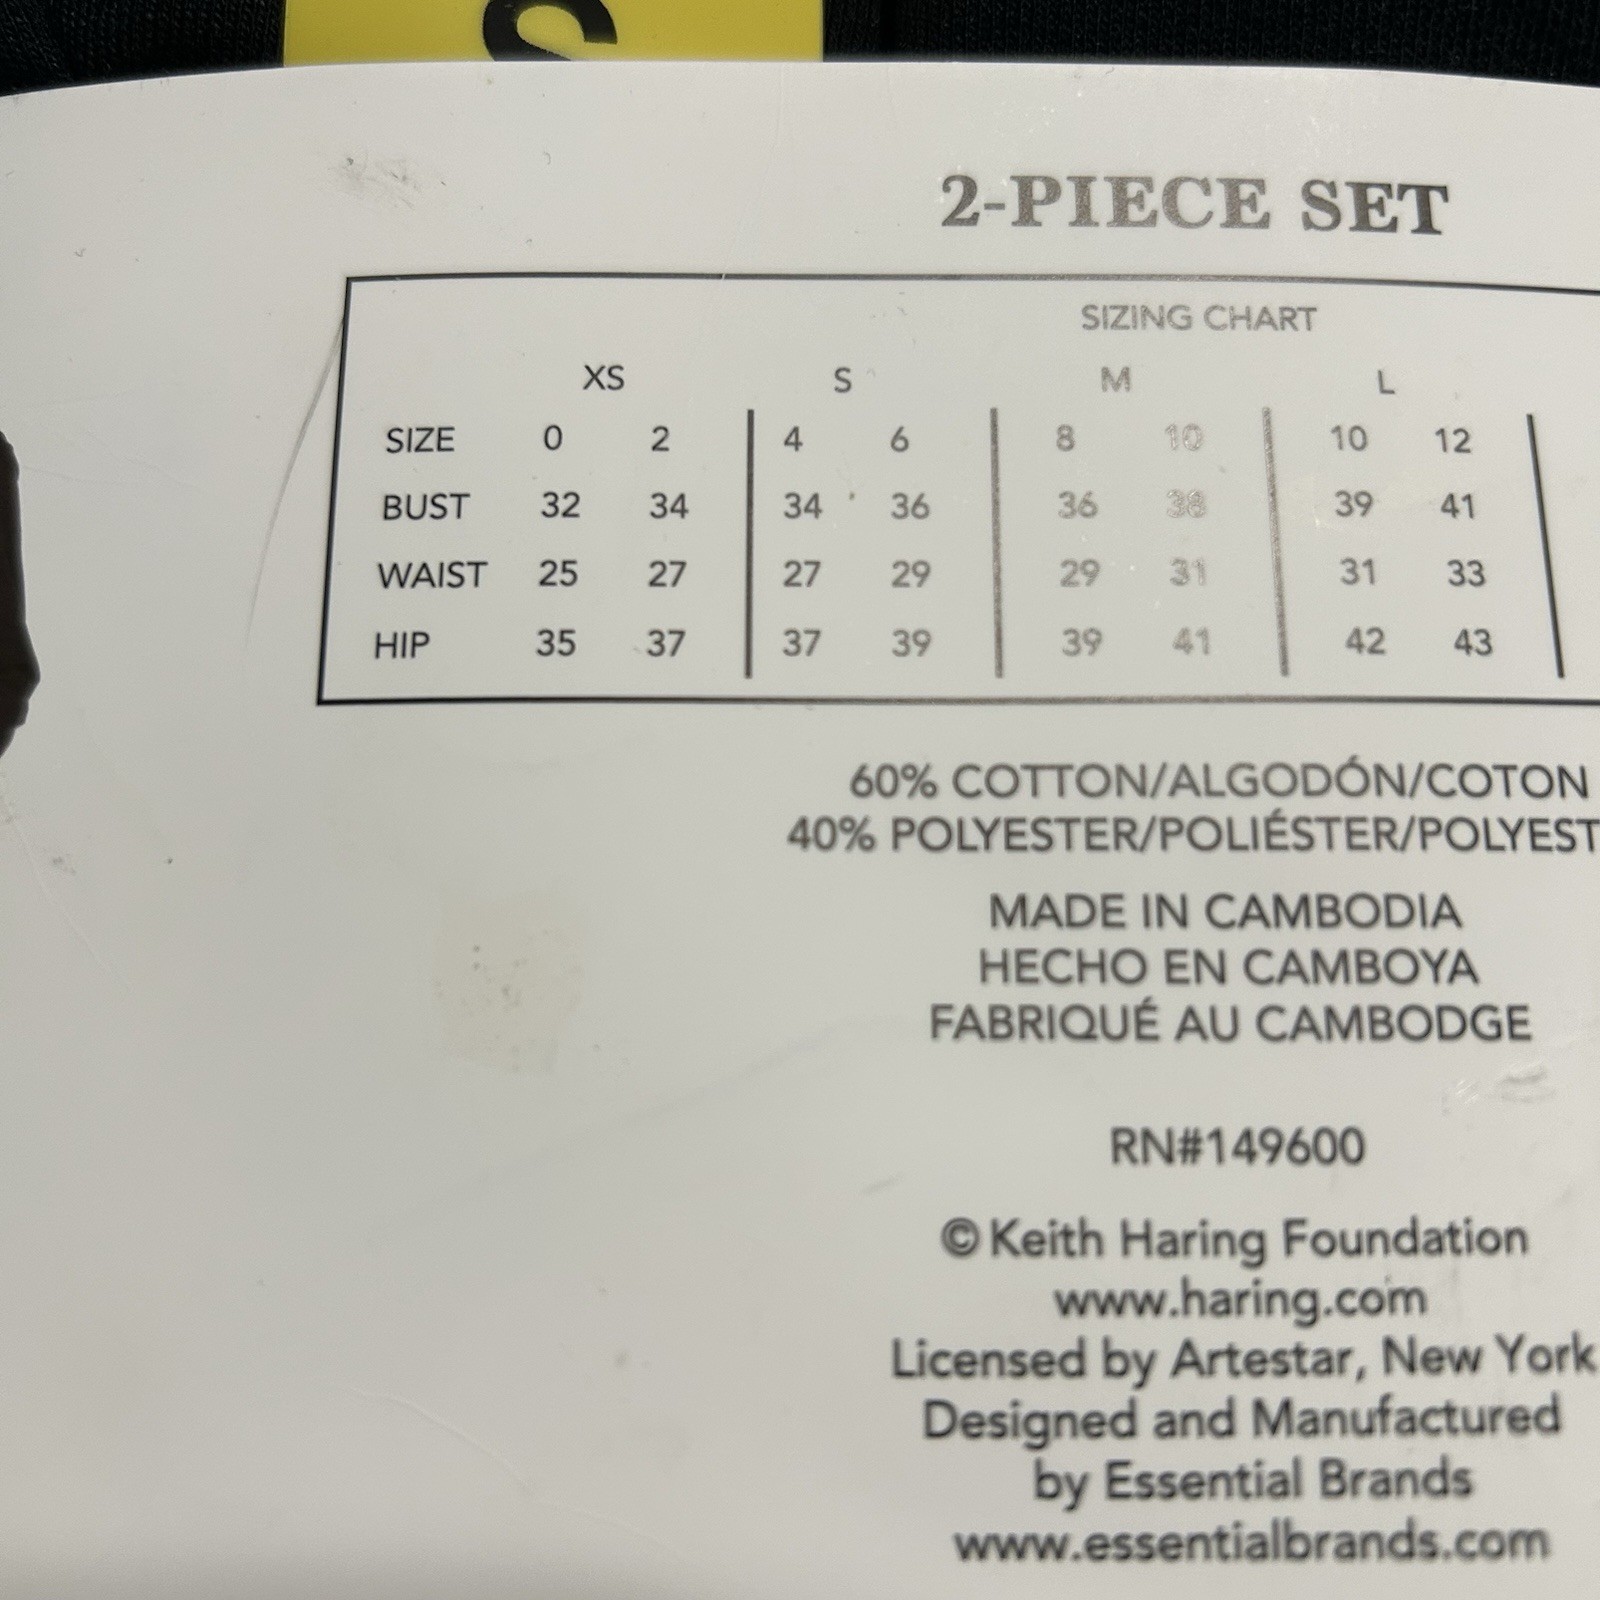 S
2-PIECE SET
SIZING CHART
XS S M L
SIZE 0 2 4 6 8 10 10 12
BUST 32 34 34 36 36 38 39 41
WAIST 25 27 27 29 29 31 31 33
HIP 35 37 37 39 39 41 42 43
60% COTTON/ALGODÓN/COTON
40% POLYESTER/POLIÉSTER/POLYEST
MADE IN CAMBODIA
HECHO EN CAMBOYA
FABRIQUÉ AU CAMBODGE
RN#149600
© Keith Haring Foundation
www.haring.com
Licensed by Artestar, New York
Designed and Manufactured
by Essential Brands
www.essentialbrands.com